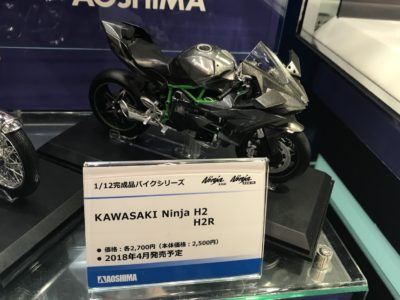 AOSHIMA
1/12完成品バイクシリーズ
Ninja
Ninja
KAWASAKI Ninja H2
H2R
● 価格：各2,700円（本体価格：2,500円）
● 2018年4月発売予定
AOSHIMA